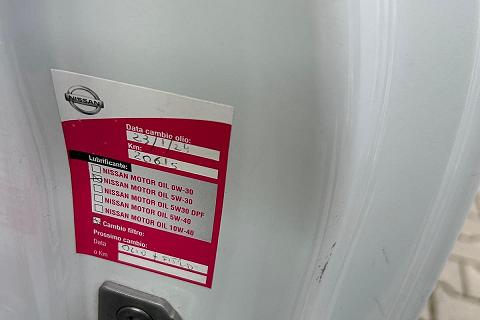 NISSAN
Data cambio olio:
23/1/24
Km:
20615
Lubrificante:
NISSAN MOTOR OIL 0W-30
NISSAN MOTOR OIL 5W-30
NISSAN MOTOR OIL 5W30 DPF
NISSAN MOTOR OIL 5W-40
NISSAN MOTOR OIL 10W-40
Cambio filtro:
Prossimo cambio:
Data
o Km